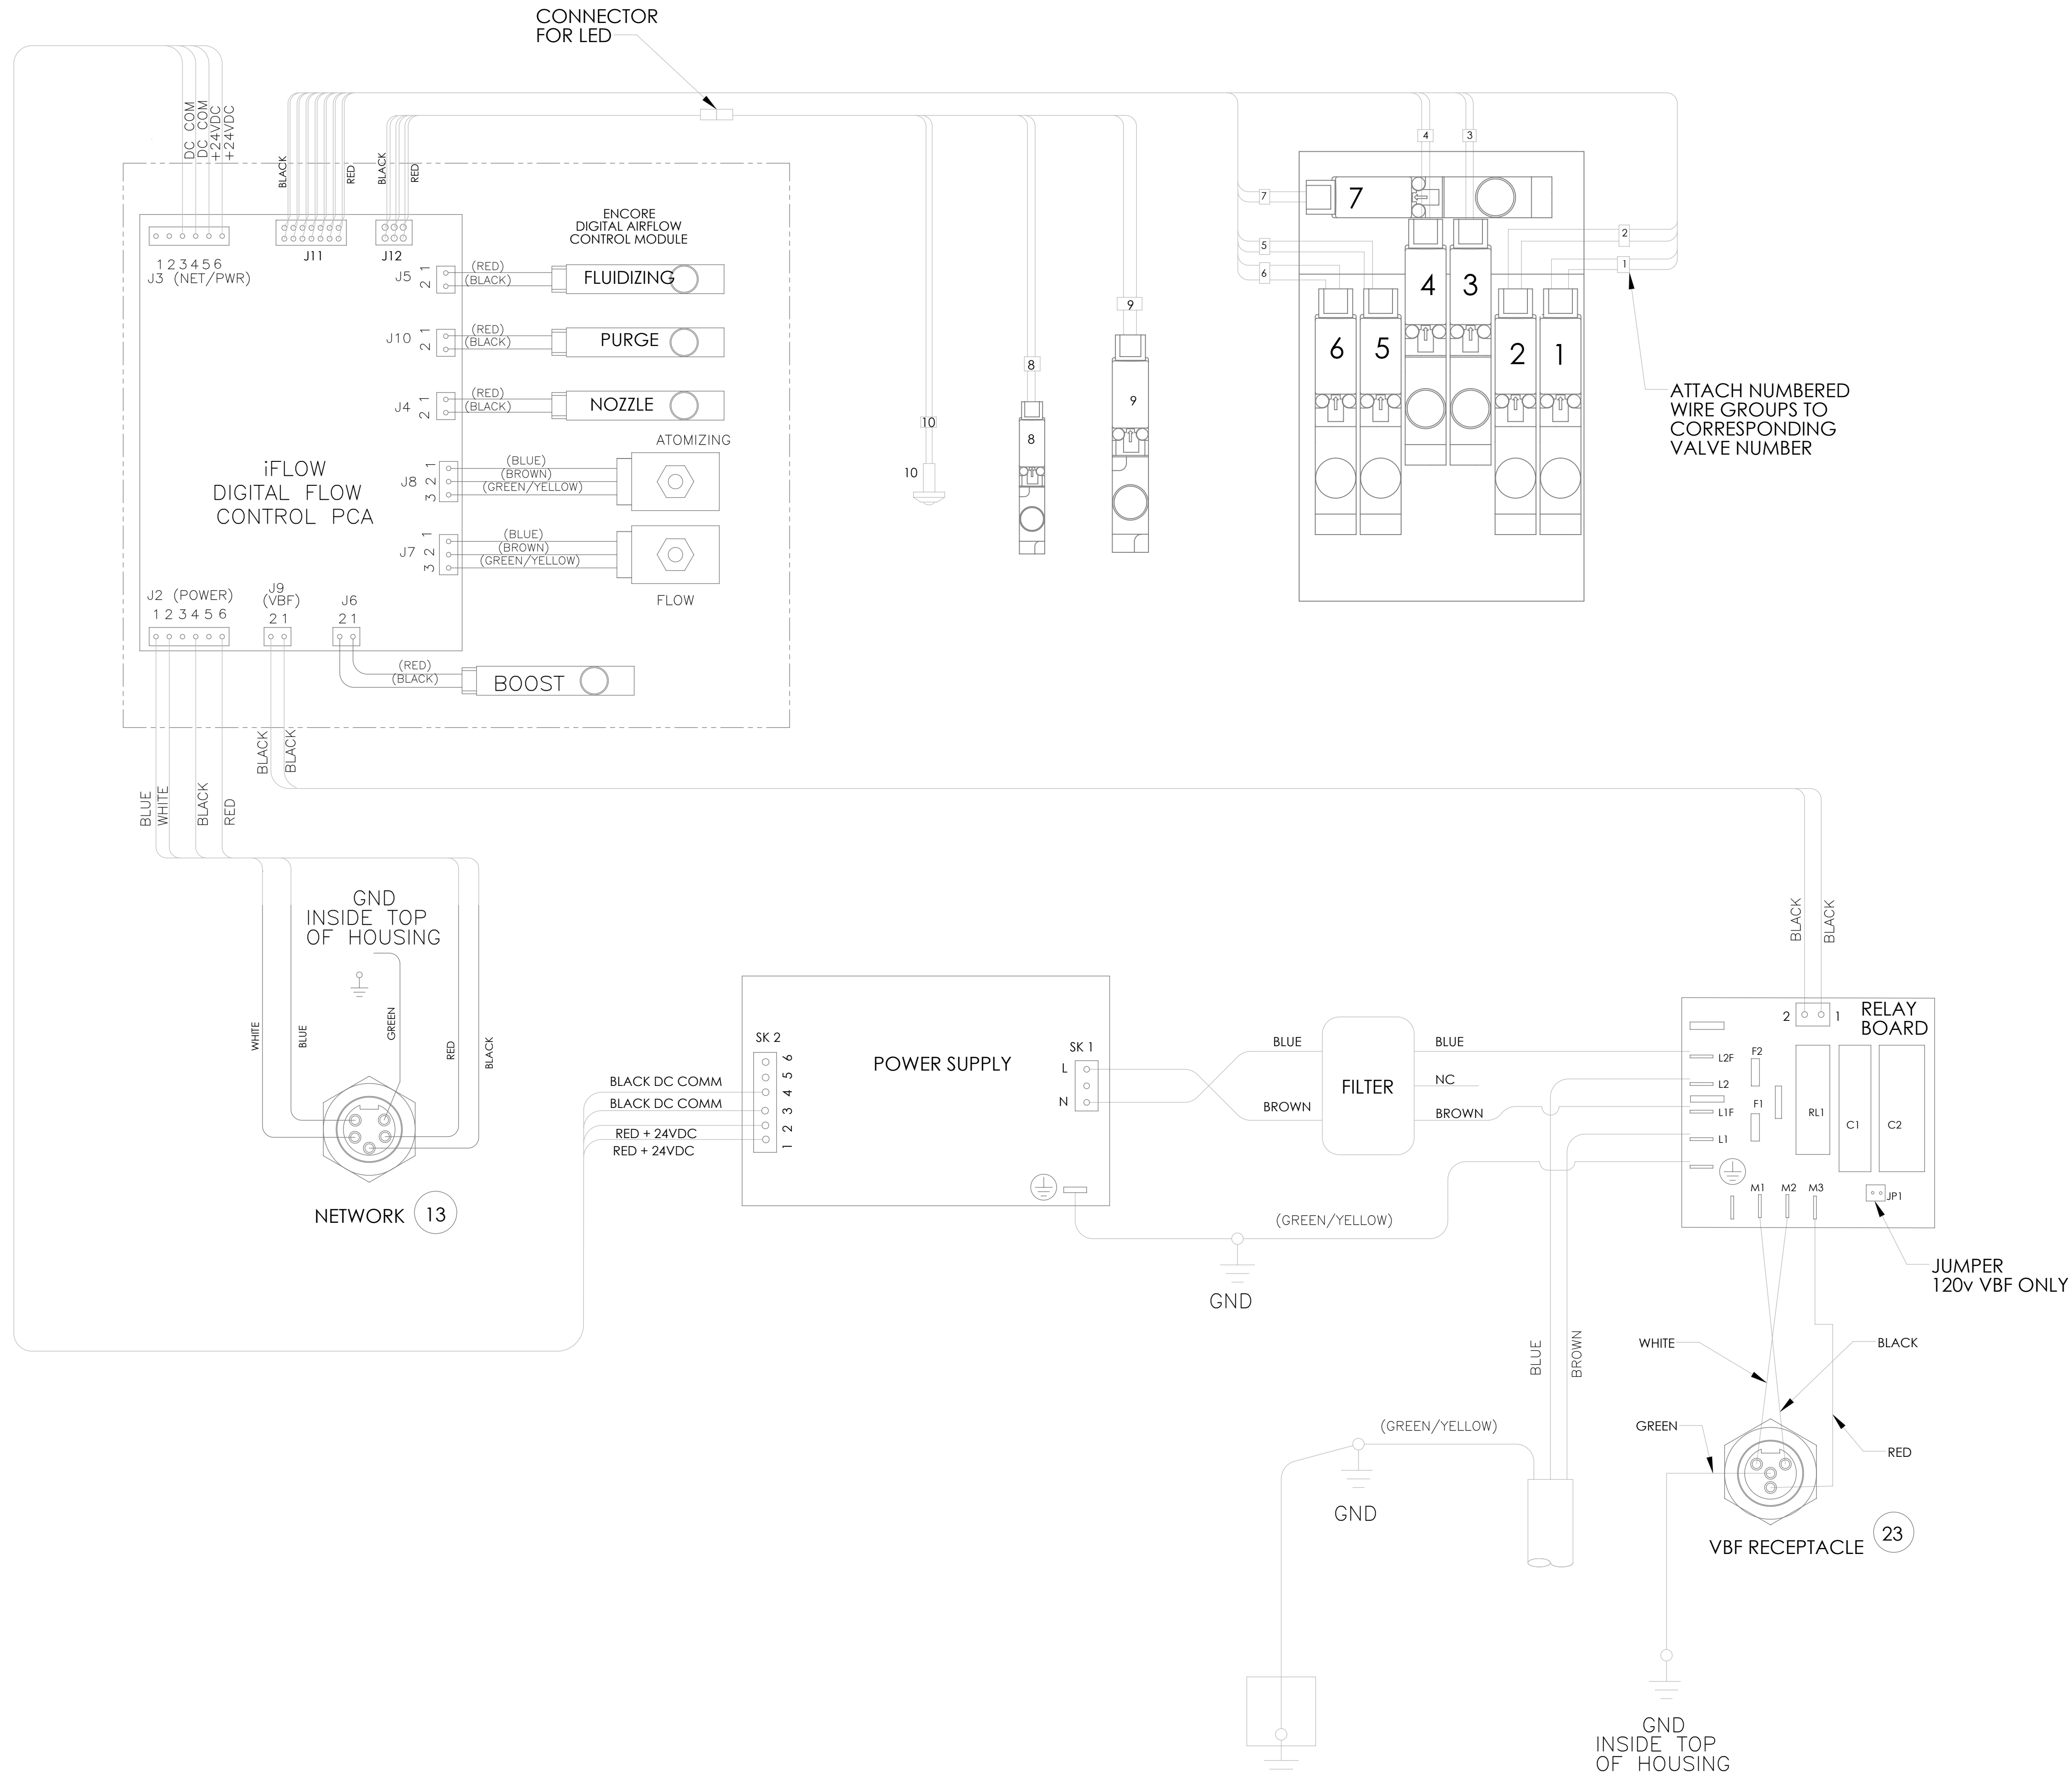 CONNECTOR
FOR LED
DC COM
DC COM
+24VDC
+24VDC
BLACK
RED
BLACK
RED
1 2 3 4 5 6
J3 (NET/PWR)
J11
J12
ENCORE
DIGITAL AIRFLOW
CONTROL MODULE
J5
2 1
(RED)
(BLACK)
FLUIDIZING
J10
2 1
(RED)
(BLACK)
PURGE
J4
2 1
(RED)
(BLACK)
NOZZLE
ATOMIZING
J8
3 2 1
(BLUE)
(BROWN)
(GREEN/YELLOW)
iFLOW
DIGITAL FLOW
CONTROL PCA
J7
3 2 1
(BLUE)
(BROWN)
(GREEN/YELLOW)
FLOW
J2 (POWER)
1 2 3 4 5 6
J9
(VBF)
2 1
J6
2 1
(RED)
(BLACK)
BOOST
10
10
8
8
9
9
4
3
7
7
5
6
2
1
4
3
6
5
2
1
ATTACH NUMBERED
WIRE GROUPS TO
CORRESPONDING
VALVE NUMBER
BLUE
WHITE
BLACK
RED
BLACK
BLACK
GND
INSIDE TOP
OF HOUSING
WHITE
BLUE
GREEN
RED
BLACK
NETWORK
13
POWER SUPPLY
SK 2
1 2 3 4 5 6
BLACK DC COMM
BLACK DC COMM
RED + 24VDC
RED + 24VDC
SK 1
L
N
BLUE
BROWN
FILTER
BLUE
NC
BROWN
(GREEN/YELLOW)
GND
BLACK
BLACK
2
1
RELAY
BOARD
L2F
L2
L1F
L1
F2
F1
RL1
C1
C2
M1
M2
M3
JP1
JUMPER
120v VBF ONLY
BLUE
BROWN
WHITE
BLACK
GREEN
RED
VBF RECEPTACLE
23
(GREEN/YELLOW)
GND
GND
INSIDE TOP
OF HOUSING